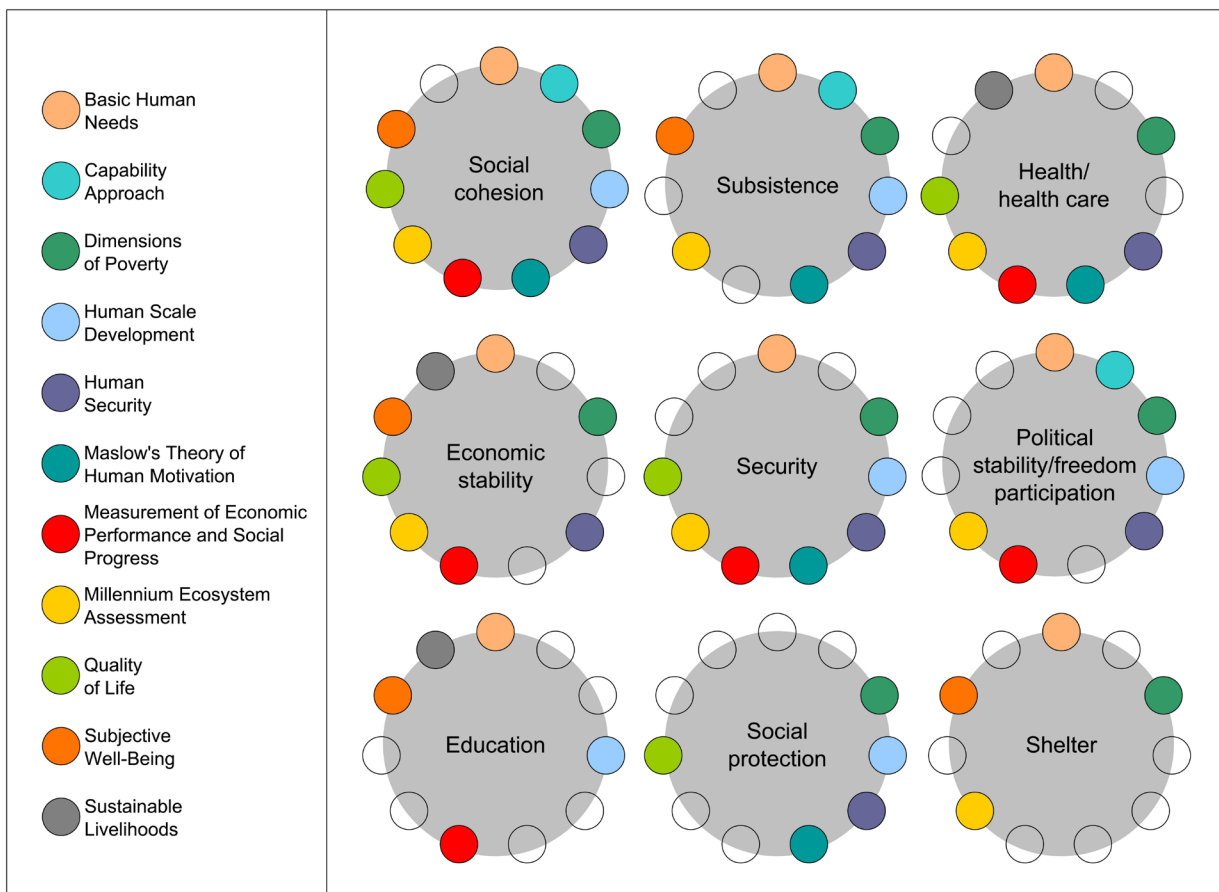 Basic Human
Needs
Capability
Approach
Dimensions
of Poverty
Human Scale
Development
Human
Security
Maslow's Theory of
Human Motivation
Measurement of Economic
Performance and Social
Progress
Millennium Ecosystem
Assessment
Quality
of Life
Subjective
Well-Being
Sustainable
Livelihoods
Social
cohesion
Subsistence
Health/
health care
Economic
stability
Security
Political
stability/freedom
participation
Education
Social
protection
Shelter